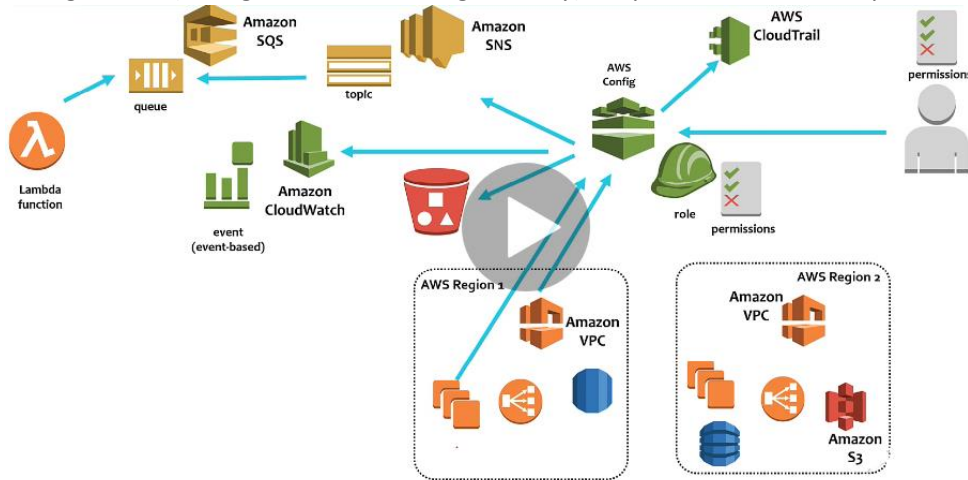 Amazon
SQS
Amazon
SNS
AWS
CloudTrail
permissions
AWS
Config
queue
topic
Lambda
function
Amazon
CloudWatch
event
(event-based)
role
permissions
AWS Region 1
Amazon
VPC
AWS Region 2
Amazon
VPC
Amazon
S3